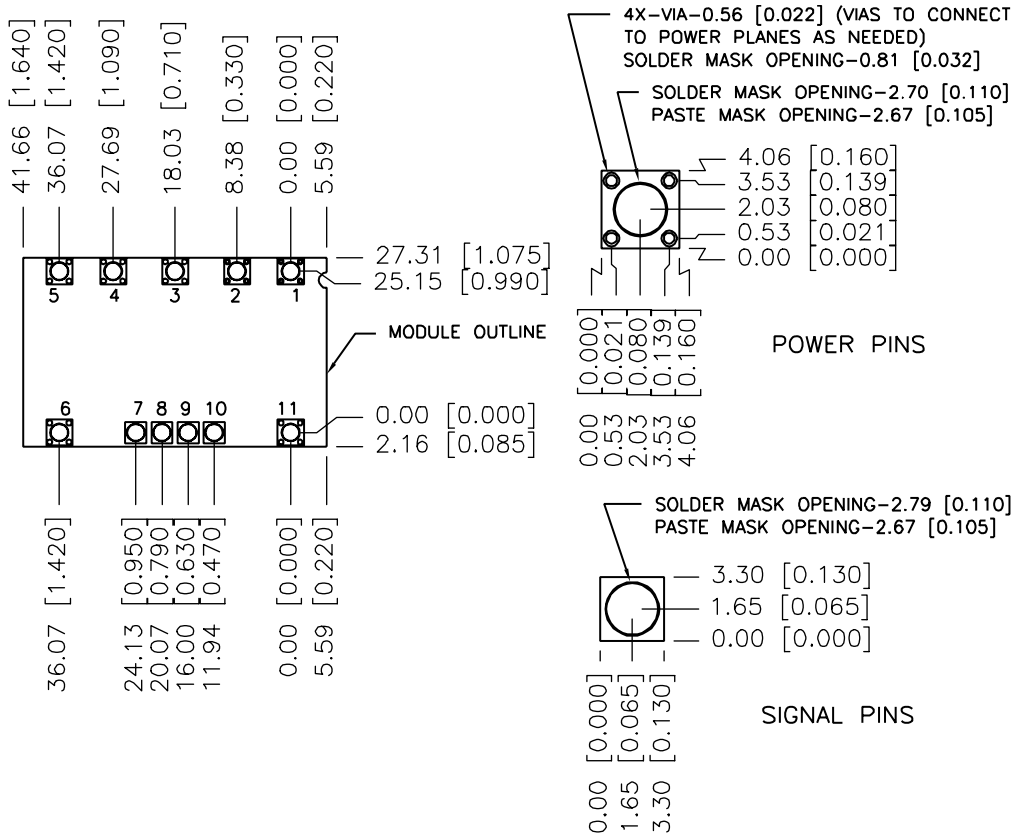 4X-VIA-0.56 [0.022] (VIAS TO CONNECT
TO POWER PLANES AS NEEDED)
SOLDER MASK OPENING-0.81 [0.032]
SOLDER MASK OPENING-2.70 [0.110]
PASTE MASK OPENING-2.67 [0.105]
41.66 [1.640]
36.07 [1.420]
27.69 [1.090]
18.03 [0.710]
8.38 [0.330]
0.00 [0.000]
5.59 [0.220]
4.06 [0.160]
3.53 [0.139
2.03 [0.080
0.53 [0.021
0.00 [0.000]
27.31 [1.075]
25.15 [0.990]
5 4 3 2 1
MODULE OUTLINE
0.00 [0.000]
0.53 [0.021]
2.03 [0.080]
3.53 [0.139]
4.06 [0.160]
POWER PINS
6 7 8 9 10 11
0.00 [0.000]
2.16 [0.085]
36.07 [1.420]
24.13 [0.950]
20.07 [0.790]
16.00 [0.630]
11.94 [0.470]
0.00 [0.000]
5.59 [0.220]
SOLDER MASK OPENING-2.79 [0.110]
PASTE MASK OPENING-2.67 [0.105]
3.30 [0.130]
1.65 [0.065]
0.00 [0.000]
0.00 [0.000]
1.65 [0.065]
3.30 [0.130]
SIGNAL PINS